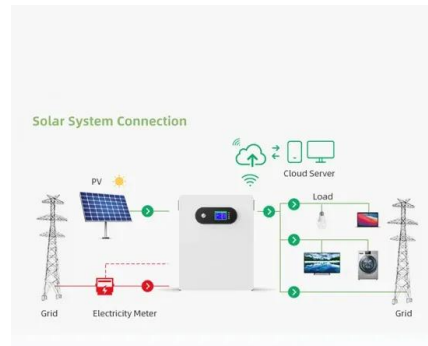 Solar System Connection
Cloud Server
PV
Load
Grid
Electricity Meter
Grid